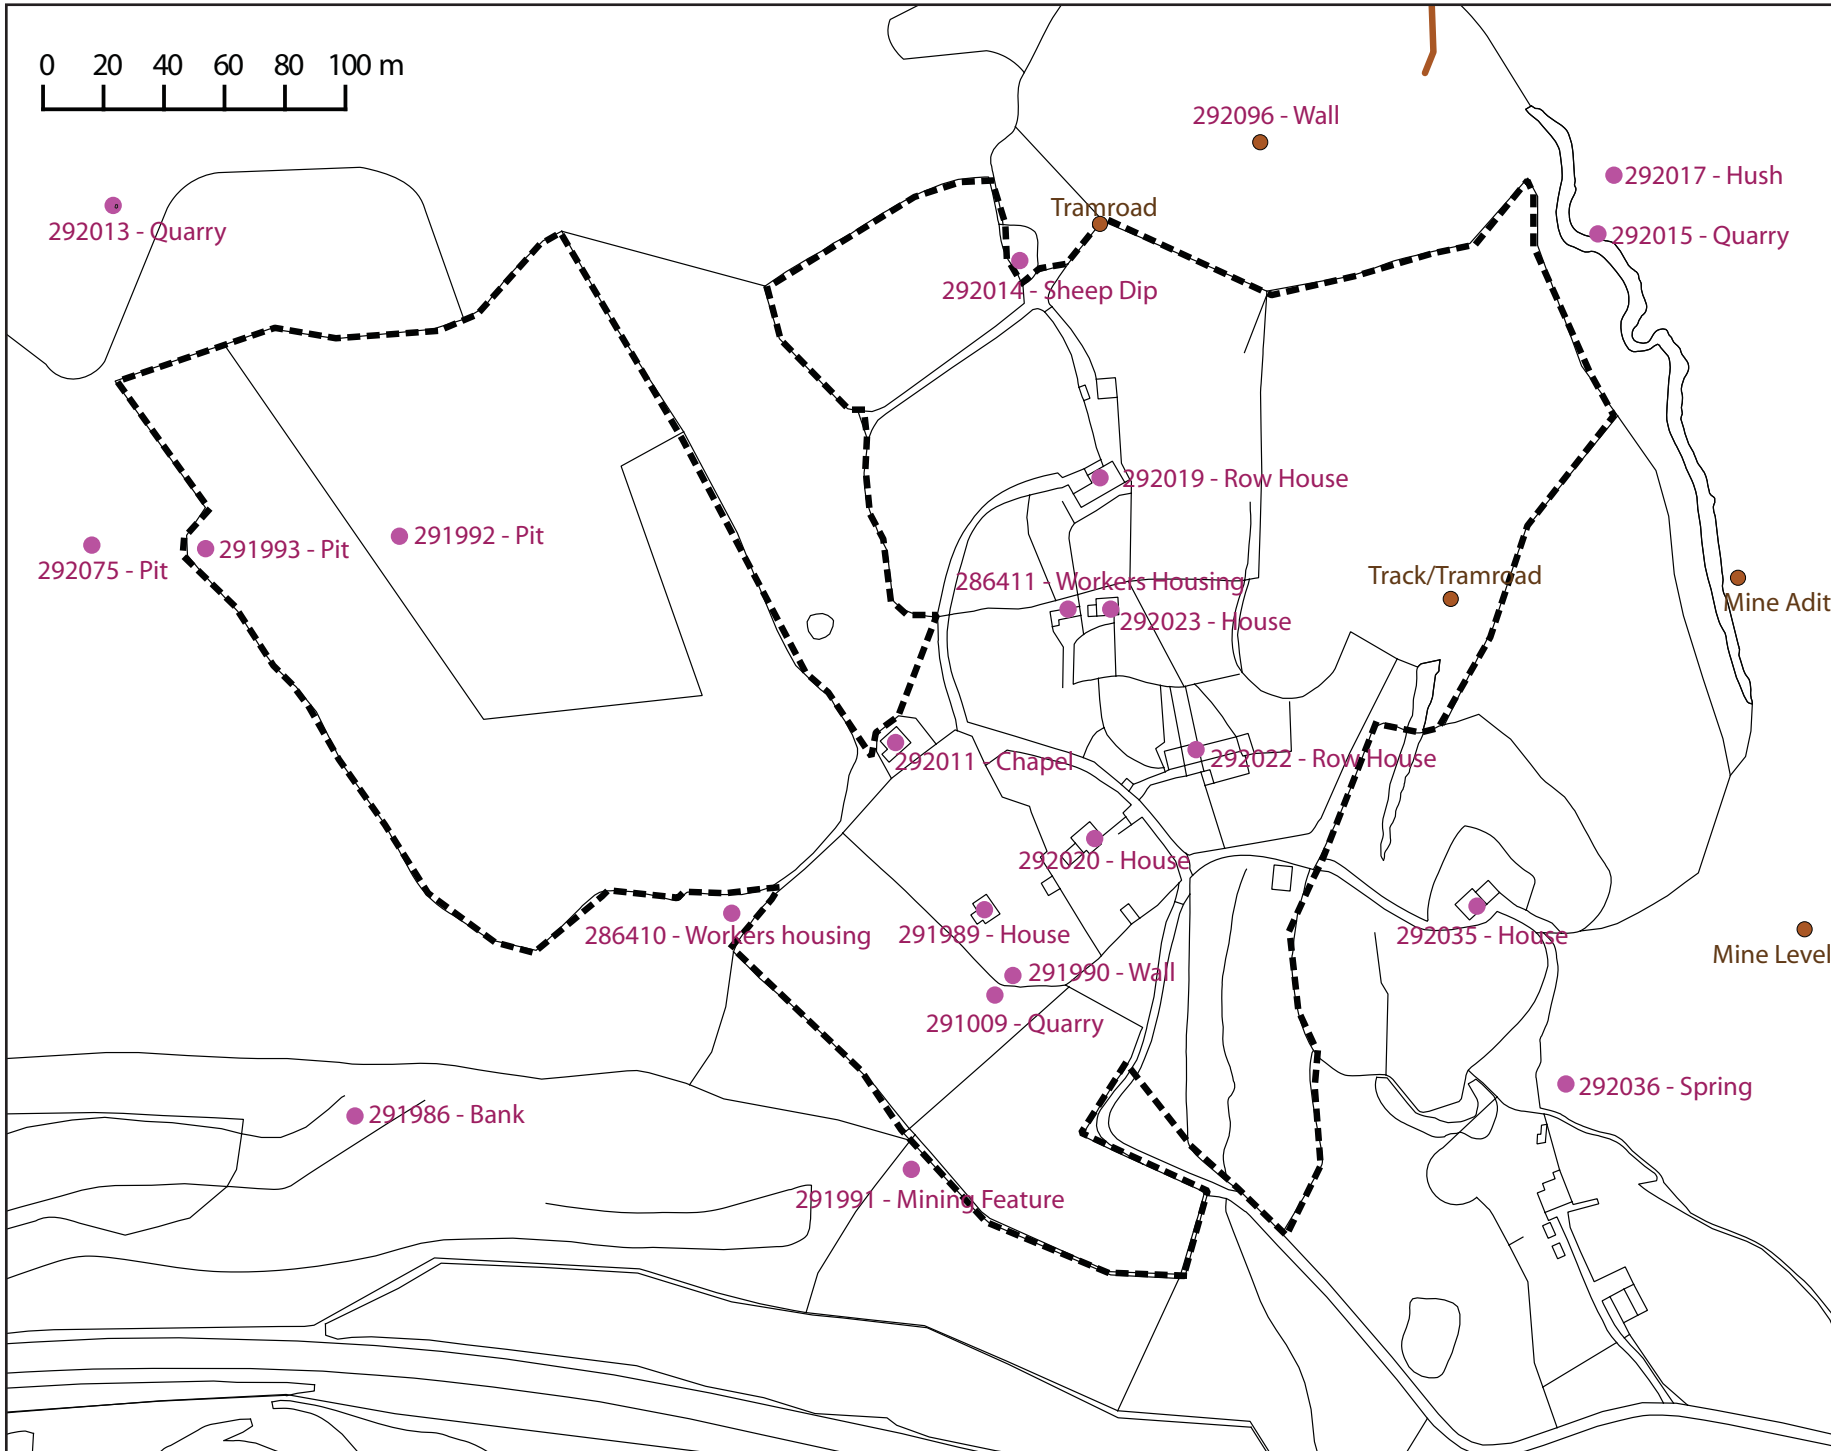 0 20 40 60 80 100 m
292096 - Wall
292017 - Hush
Tramroad
292013 - Quarry
292015 - Quarry
292014 - Sheep Dip
292019 - Row House
291992 - Pit
291993 - Pit
292075 - Pit
286411 - Workers Housing
Track/Tramroad
Mine Adit
292023 - House
292011 - Chapel
292022 - Row House
292020 - House
286410 - Workers housing
291989 - House
292035 - House
Mine Level
291990 - Wall
291009 - Quarry
292036 - Spring
291986 - Bank
291991 - Mining Feature